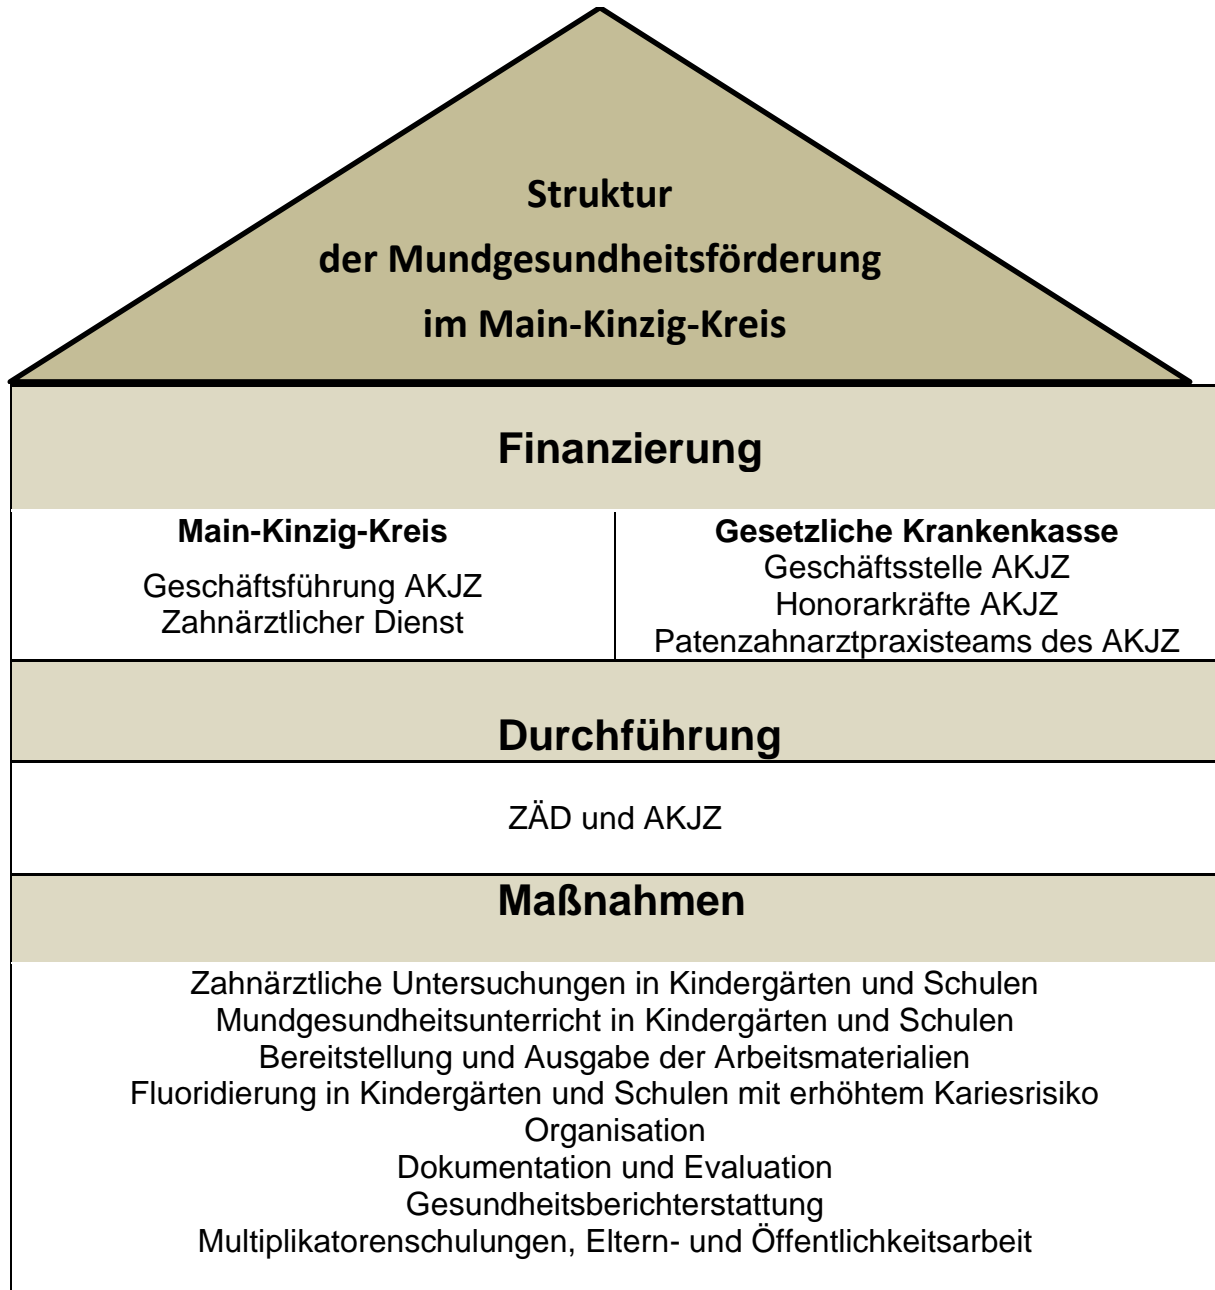 Struktur
der Mundgesundheitsförderung
im Main-Kinzig-Kreis
Finanzierung
Main-Kinzig-Kreis
Geschäftsführung AKJZ
Zahnärztlicher Dienst
Gesetzliche Krankenkasse
Geschäftsstelle AKJZ
Honorarkräfte AKJZ
Patenzahnarztpraxisteams des AKJZ
Durchführung
ZÄD und AKJZ
Maßnahmen
Zahnärztliche Untersuchungen in Kindergärten und Schulen
Mundgesundheitsunterricht in Kindergärten und Schulen
Bereitstellung und Ausgabe der Arbeitsmaterialien
Fluoridierung in Kindergärten und Schulen mit erhöhtem Kariesrisiko
Organisation
Dokumentation und Evaluation
Gesundheitsberichterstattung
Multiplikatorenschulungen, Eltern- und Öffentlichkeitsarbeit